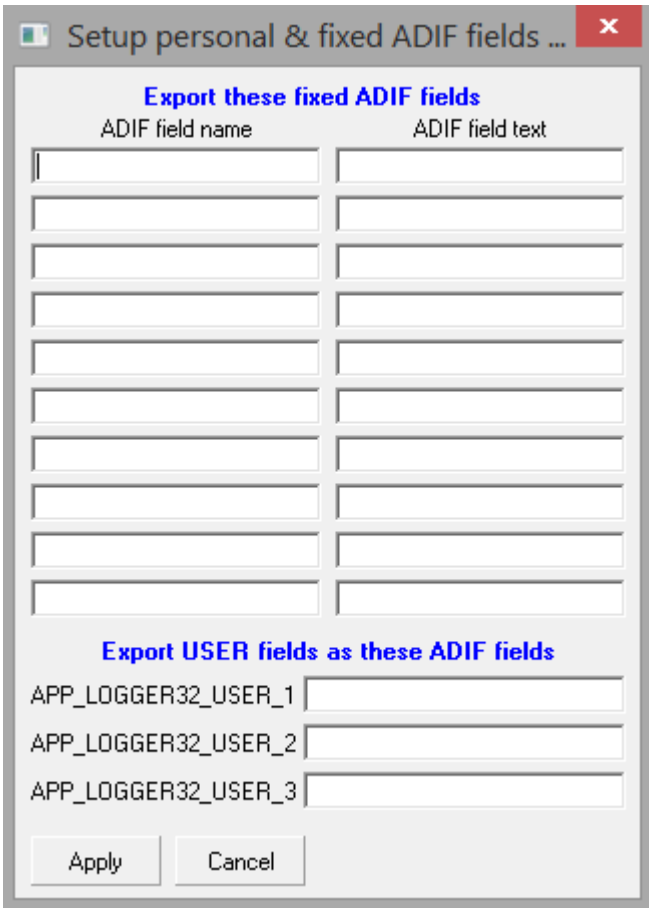 Setup personal & fixed ADIF fields ...
Export these fixed ADIF fields
ADIF field name ADIF field text
Export USER fields as these ADIF fields
APP_LOGGER32_USER_1
APP_LOGGER32_USER_2
APP_LOGGER32_USER_3
Apply Cancel